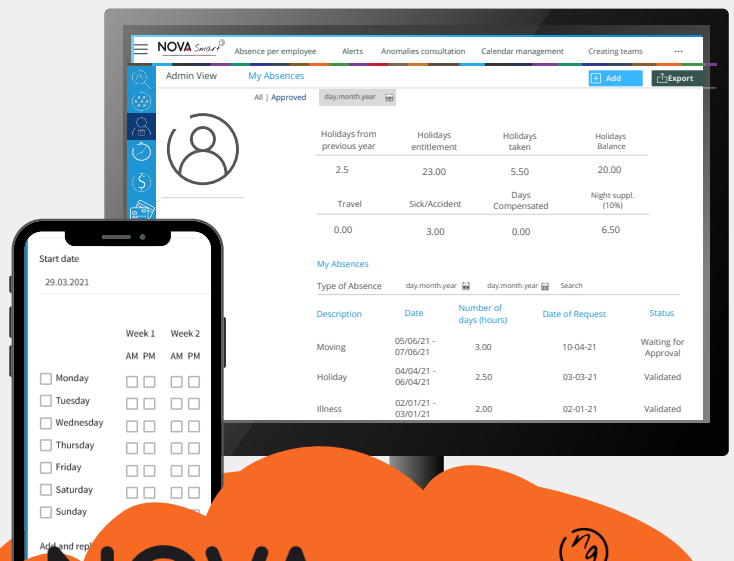 NOVA Smart
Absence per employee Alerts Anomalies consultation Calendar management Creating teams ...
Admin View My Absences Add Export
All | Approved day.month.year
Holidays from previous year Holidays entitlement Holidays taken Holidays Balance
2.5 23.00 5.50 20.00
Travel Sick/Accident Days Compensated Night suppl. (10%)
0.00 3.00 0.00 6.50
My Absences
Type of Absence day.month.year day.month.year Search
Description Date Number of days (hours) Date of Request Status
Moving 05/06/21 - 07/06/21 3.00 10-04-21 Waiting for Approval
Holiday 04/04/21 - 06/04/21 2.50 03-03-21 Validated
Illness 02/01/21 - 03/01/21 2.00 02-01-21 Validated
Start date
29.03.2021
Week 1 Week 2
AM PM AM PM
Monday
Tuesday
Wednesday
Thursday
Friday
Saturday
Sunday
Add and
NOVA
ng